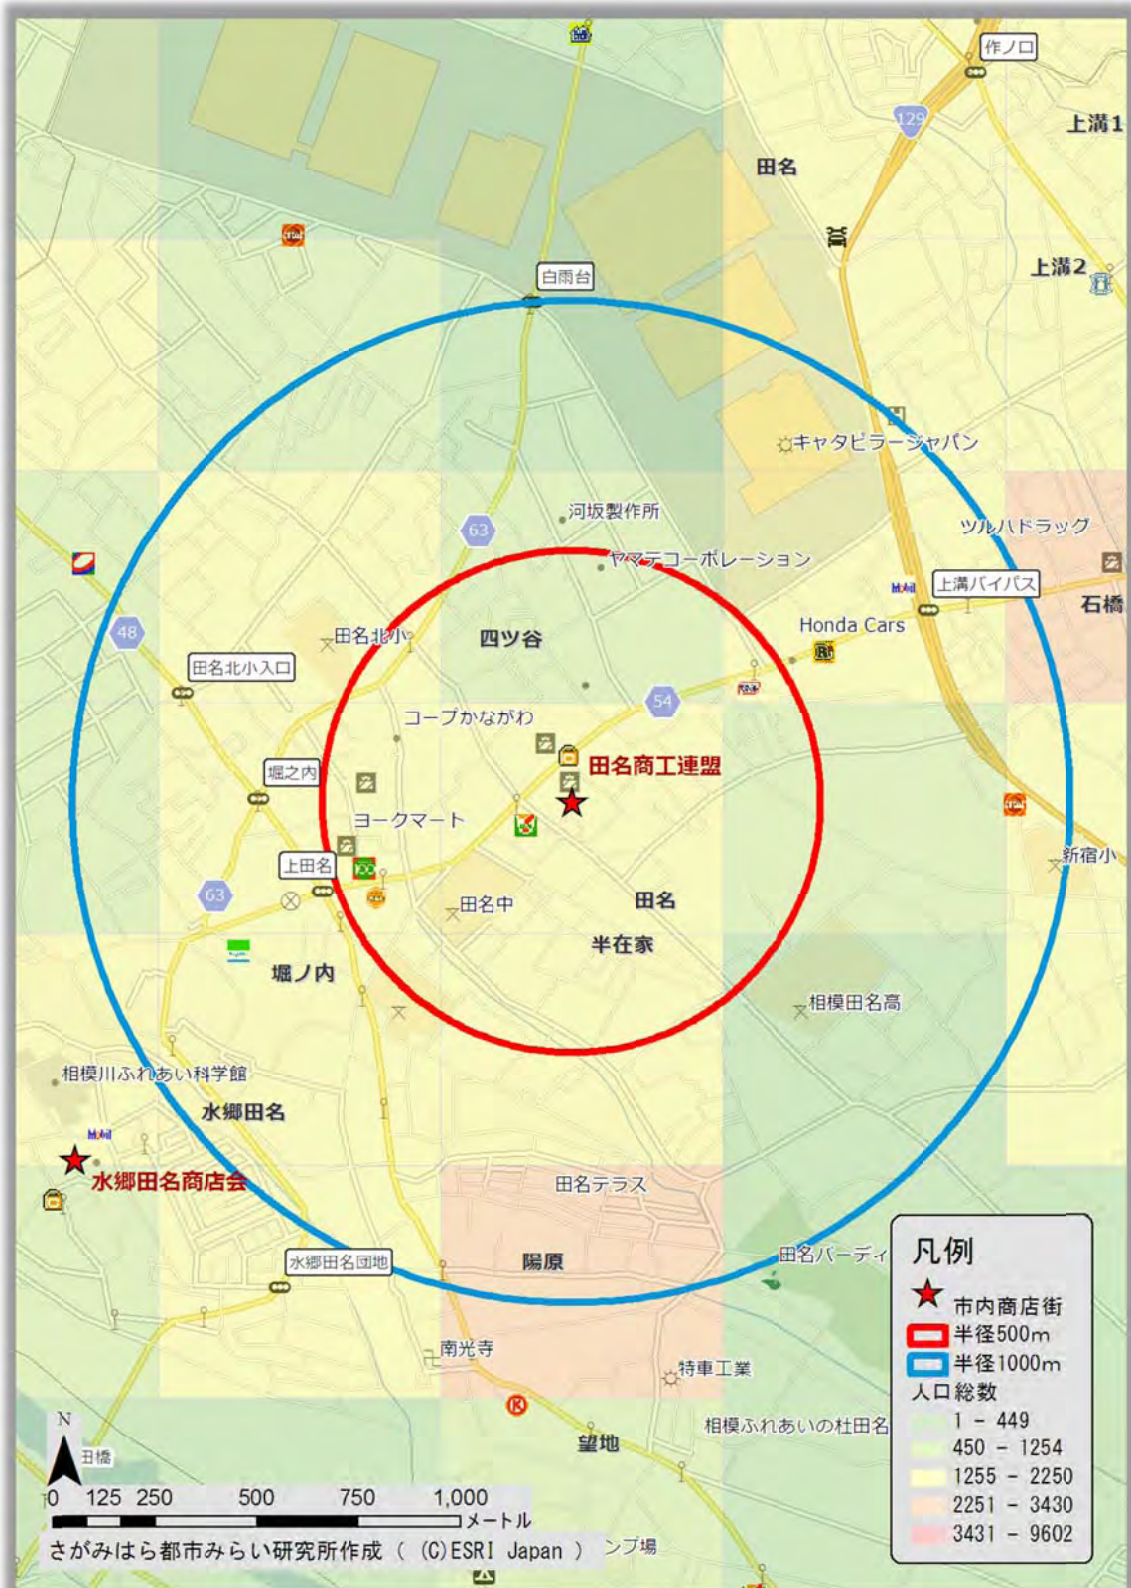 作ノ口
129
上溝1
田名
上溝2
白雨台
キャタピラージャパン
河坂製作所
63
ツルハドラッグ
ヤマテコーポレーション
Mobil
上溝バイパス
石橋
48
田名北小
四ツ谷
Honda Cars
田名北小入口
54
コープかながわ
田名商工連盟
堀之内
ヨークマート
上田名
新宿小
63
田名中
田名
半在家
堀ノ内
相模田名高
相模川ふれあい科学館
水郷田名
Mobil
水郷田名商店会
田名テラス
水郷田名団地
陽原
田名バーディ
南光寺
特車工業
相模ふれあいの杜田名
望地
凡例
市内商店街
半径500m
半径1000m
人口総数
1 - 449
450 - 1254
1255 - 2250
2251 - 3430
3431 - 9602
N
田橋
0 125 250 500 750 1,000
メートル
さがみはら都市みらい研究所作成 ( (C)ESRI Japan )
ンプ場